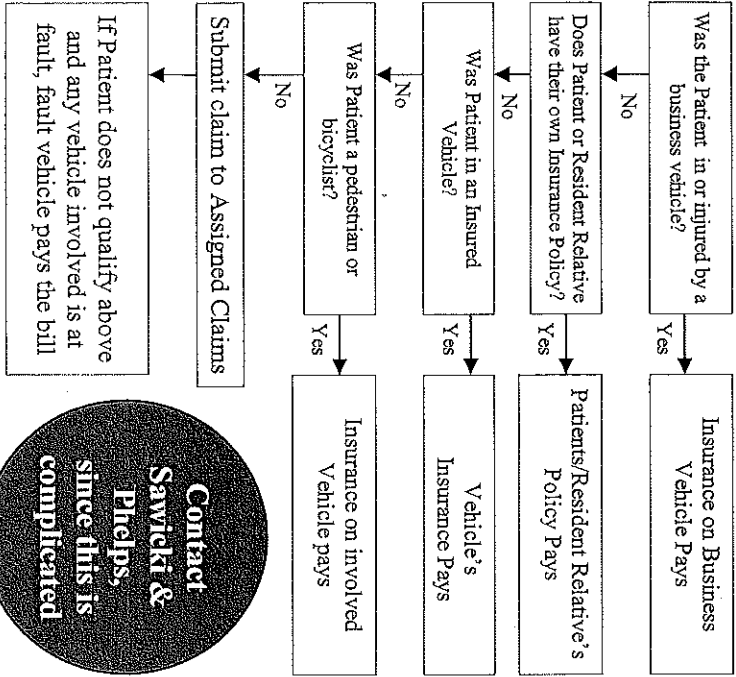 Was the Patient in or injured by a
business vehicle?
Yes
Insurance on Business
Vehicle Pays
No
Does Patient or Resident Relative
have their own Insurance Policy?
Yes
Patients/Resident Relative's
Policy Pays
No
Was Patient in an Insured
Vehicle?
Yes
Vehicle's
Insurance Pays
No
Was Patient a pedestrian or
bicyclist?
Yes
Insurance on involved
Vehicle pays
No
Submit claim to Assigned Claims
If Patient does not qualify above
and any vehicle involved is at
fault, fault vehicle pays the bill
Contact
Sawicki &
Phelps,
since this is
complicated